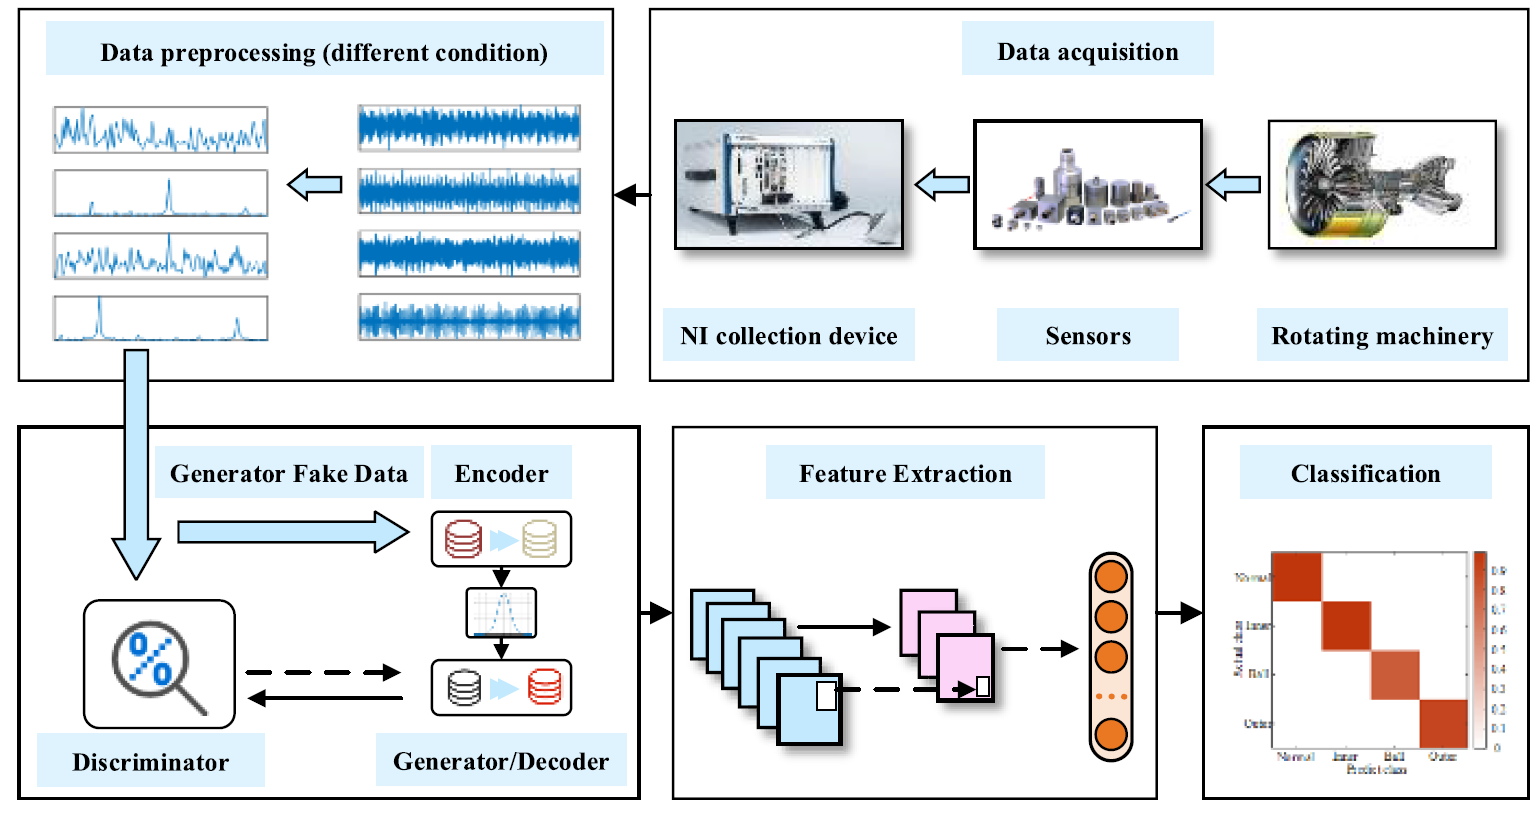 Data preprocessing (different condition)
Data acquisition
NI collection device
Sensors
Rotating machinery
Generator Fake Data
Encoder
Discriminator
Generator/Decoder
Feature Extraction
Classification
Normal
Inner
Ball
Outer
Actual class
0.9
0.8
0.7
0.6
0.5
0.4
0.3
0.2
0.1
0
Normal
Inner
Ball
Outer
Predict class